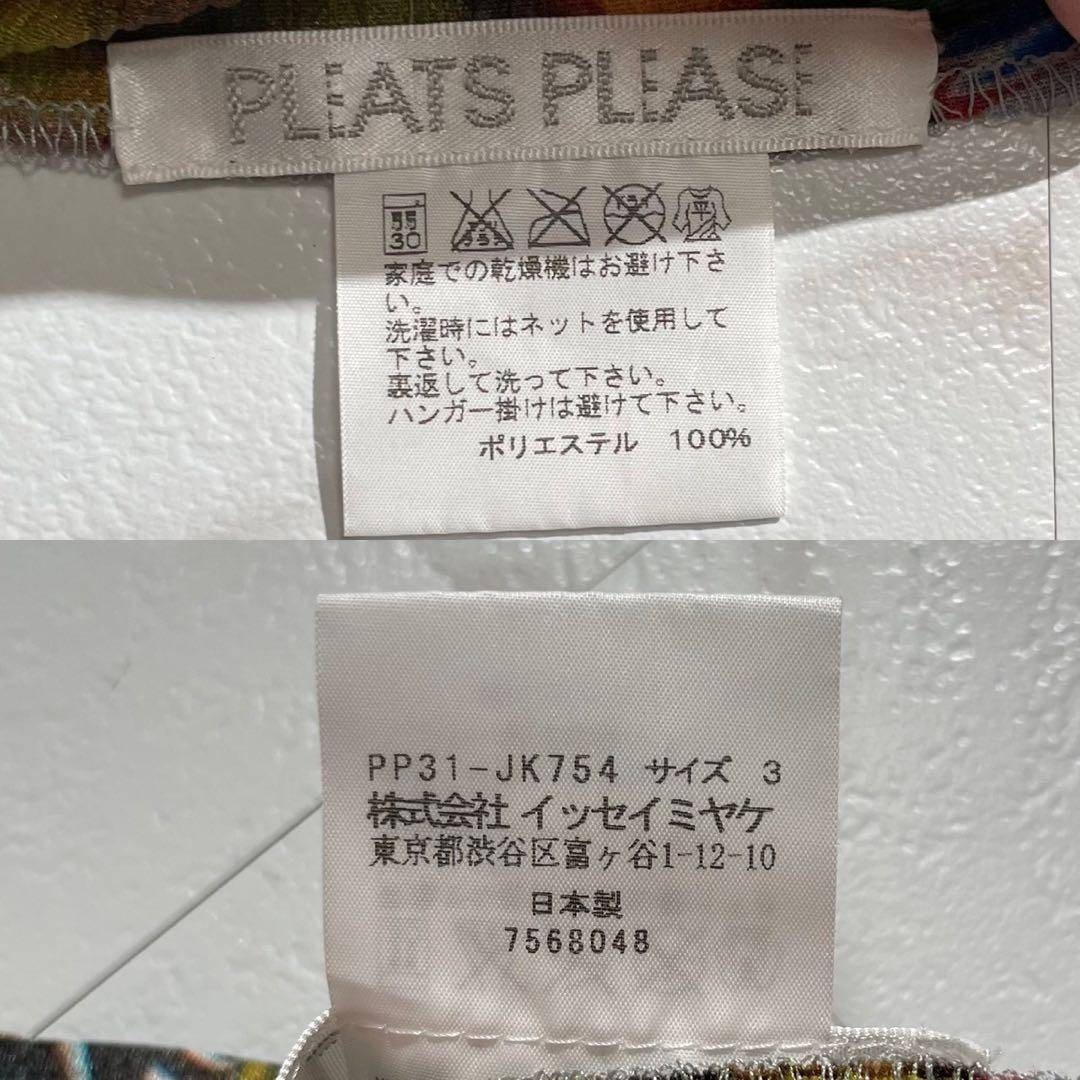 PLEATS PLEASE
弱
30
平
家庭での乾燥機はお避け下さ
い。
洗濯時にはネットを使用して
下さい。
裏返して洗って下さい。
ハンガー掛けは避けて下さい。
ポリエステル 100%
PP31-JK754 サイズ 3
株式会社 イッセイミヤケ
東京都渋谷区富ヶ谷1-12-10
日本製
7568048